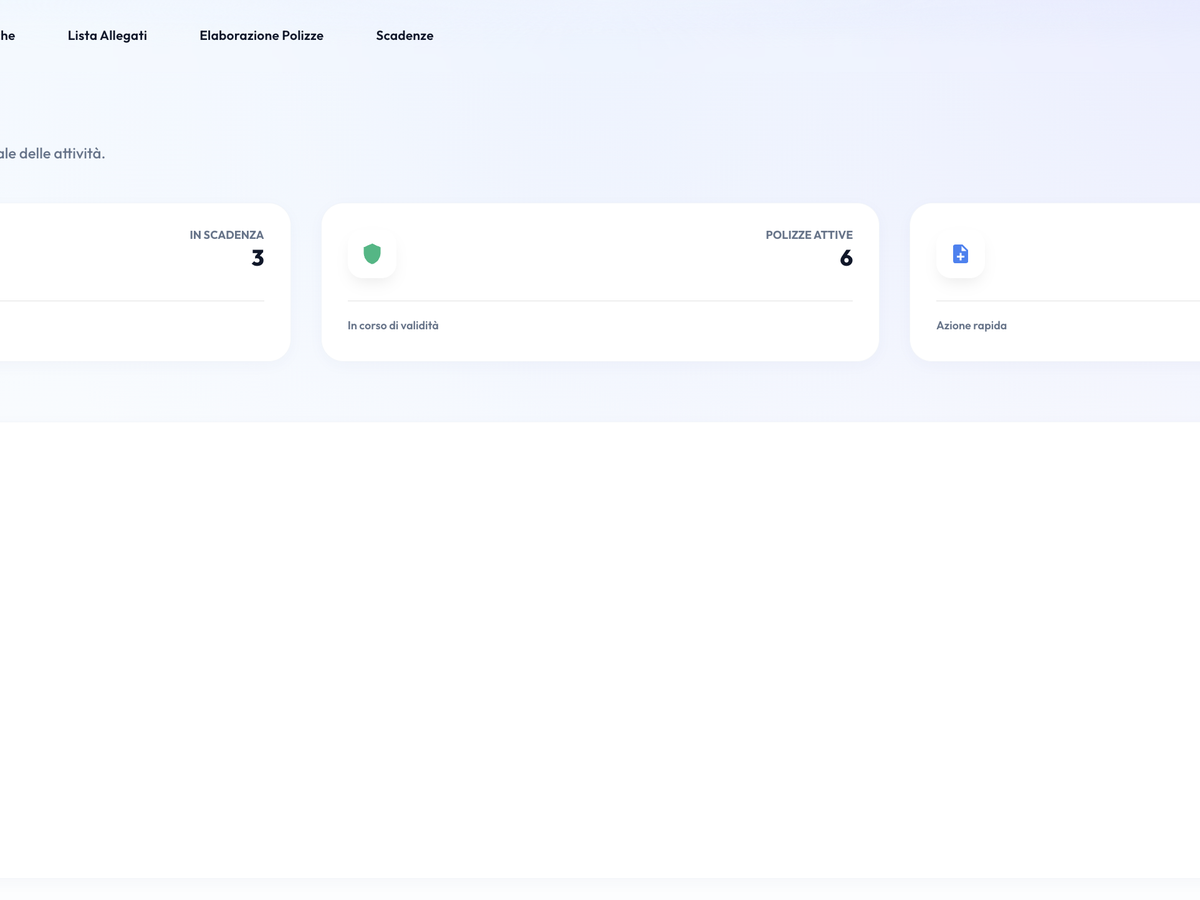 he Lista Allegati Elaborazione Polizze Scadenze
ale delle attività.
IN SCADENZA
3
POLIZZE ATTIVE
6
In corso di validità
Azione rapida